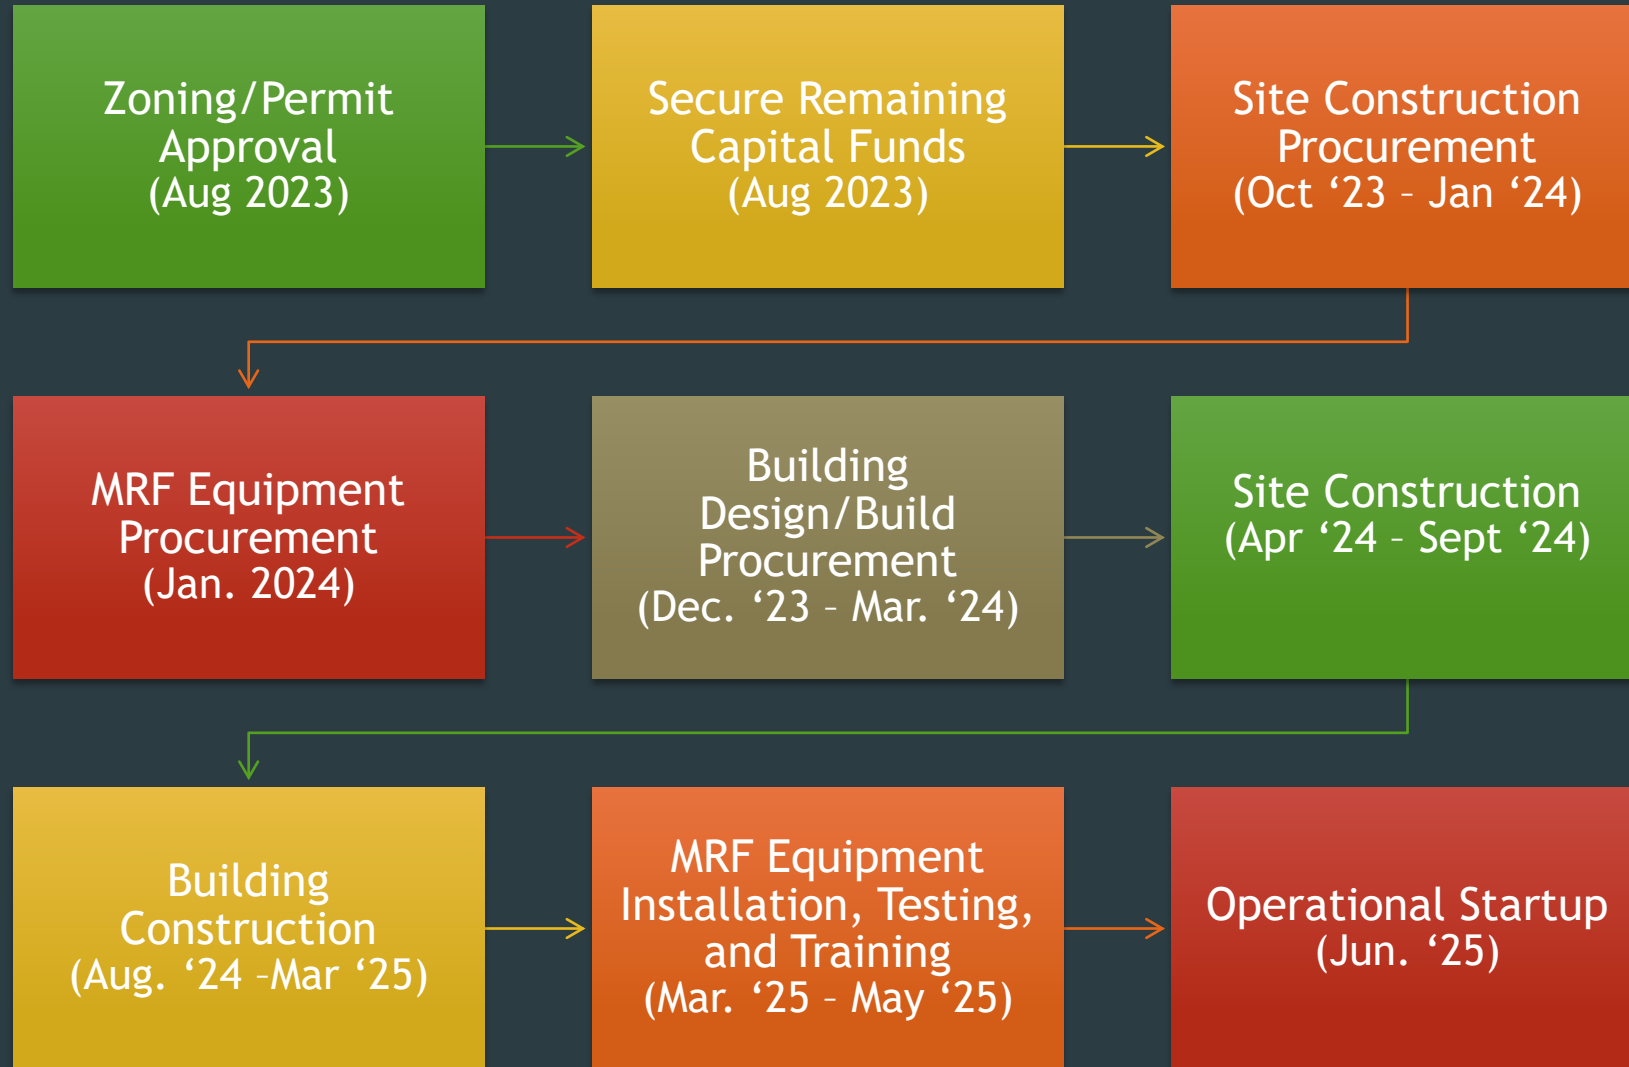 Zoning/Permit
Approval
(Aug 2023)
Secure Remaining
Capital Funds
(Aug 2023)
Site Construction
Procurement
(Oct ‘23 – Jan ‘24)
MRF Equipment
Procurement
(Jan. 2024)
Building
Design/Build
Procurement
(Dec. ‘23 – Mar. ‘24)
Site Construction
(Apr ‘24 – Sept ‘24)
Building
Construction
(Aug. ‘24 –Mar ‘25)
MRF Equipment
Installation, Testing,
and Training
(Mar. ‘25 – May ‘25)
Operational Startup
(Jun. ‘25)